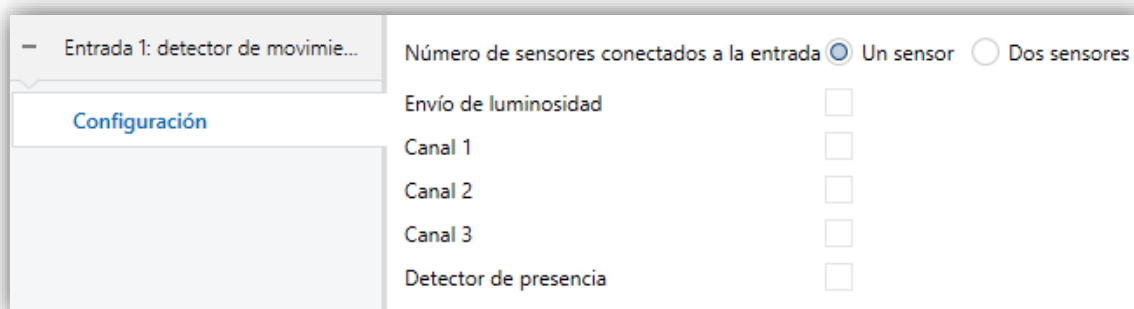 Entrada 1: detector de movimie...
Configuración
Número de sensores conectados a la entrada Un sensor Dos sensores
Envío de luminosidad
Canal 1
Canal 2
Canal 3
Detector de presencia